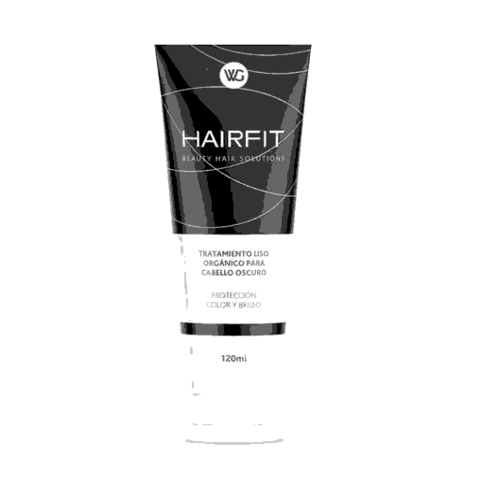 WG
HAIRFIT
BEAUTY HAIR SOLUTIONS
TRATAMIENTO LISO
ORGÁNICO PARA
CABELLO OSCURO
PROTECCIÓN
COLOR Y BRILLO
120ml